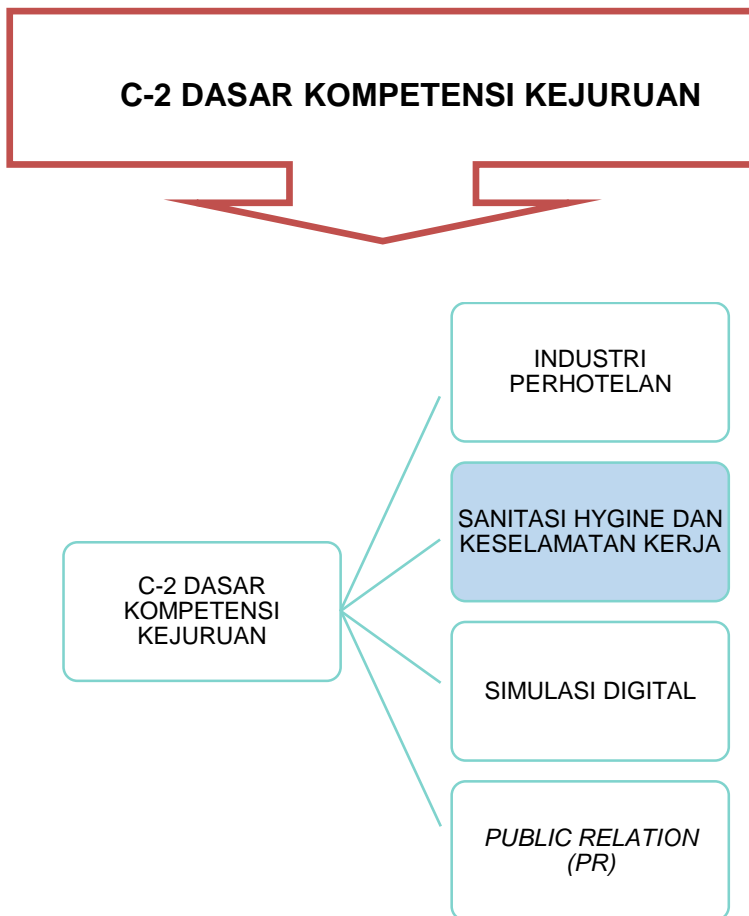 C-2 DASAR KOMPETENSI KEJURUAN
INDUSTRI
PERHOTELAN
SANITASI HYGINE DAN
KESELAMATAN KERJA
C-2 DASAR
KOMPETENSI
KEJURUAN
SIMULASI DIGITAL
PUBLIC RELATION
(PR)